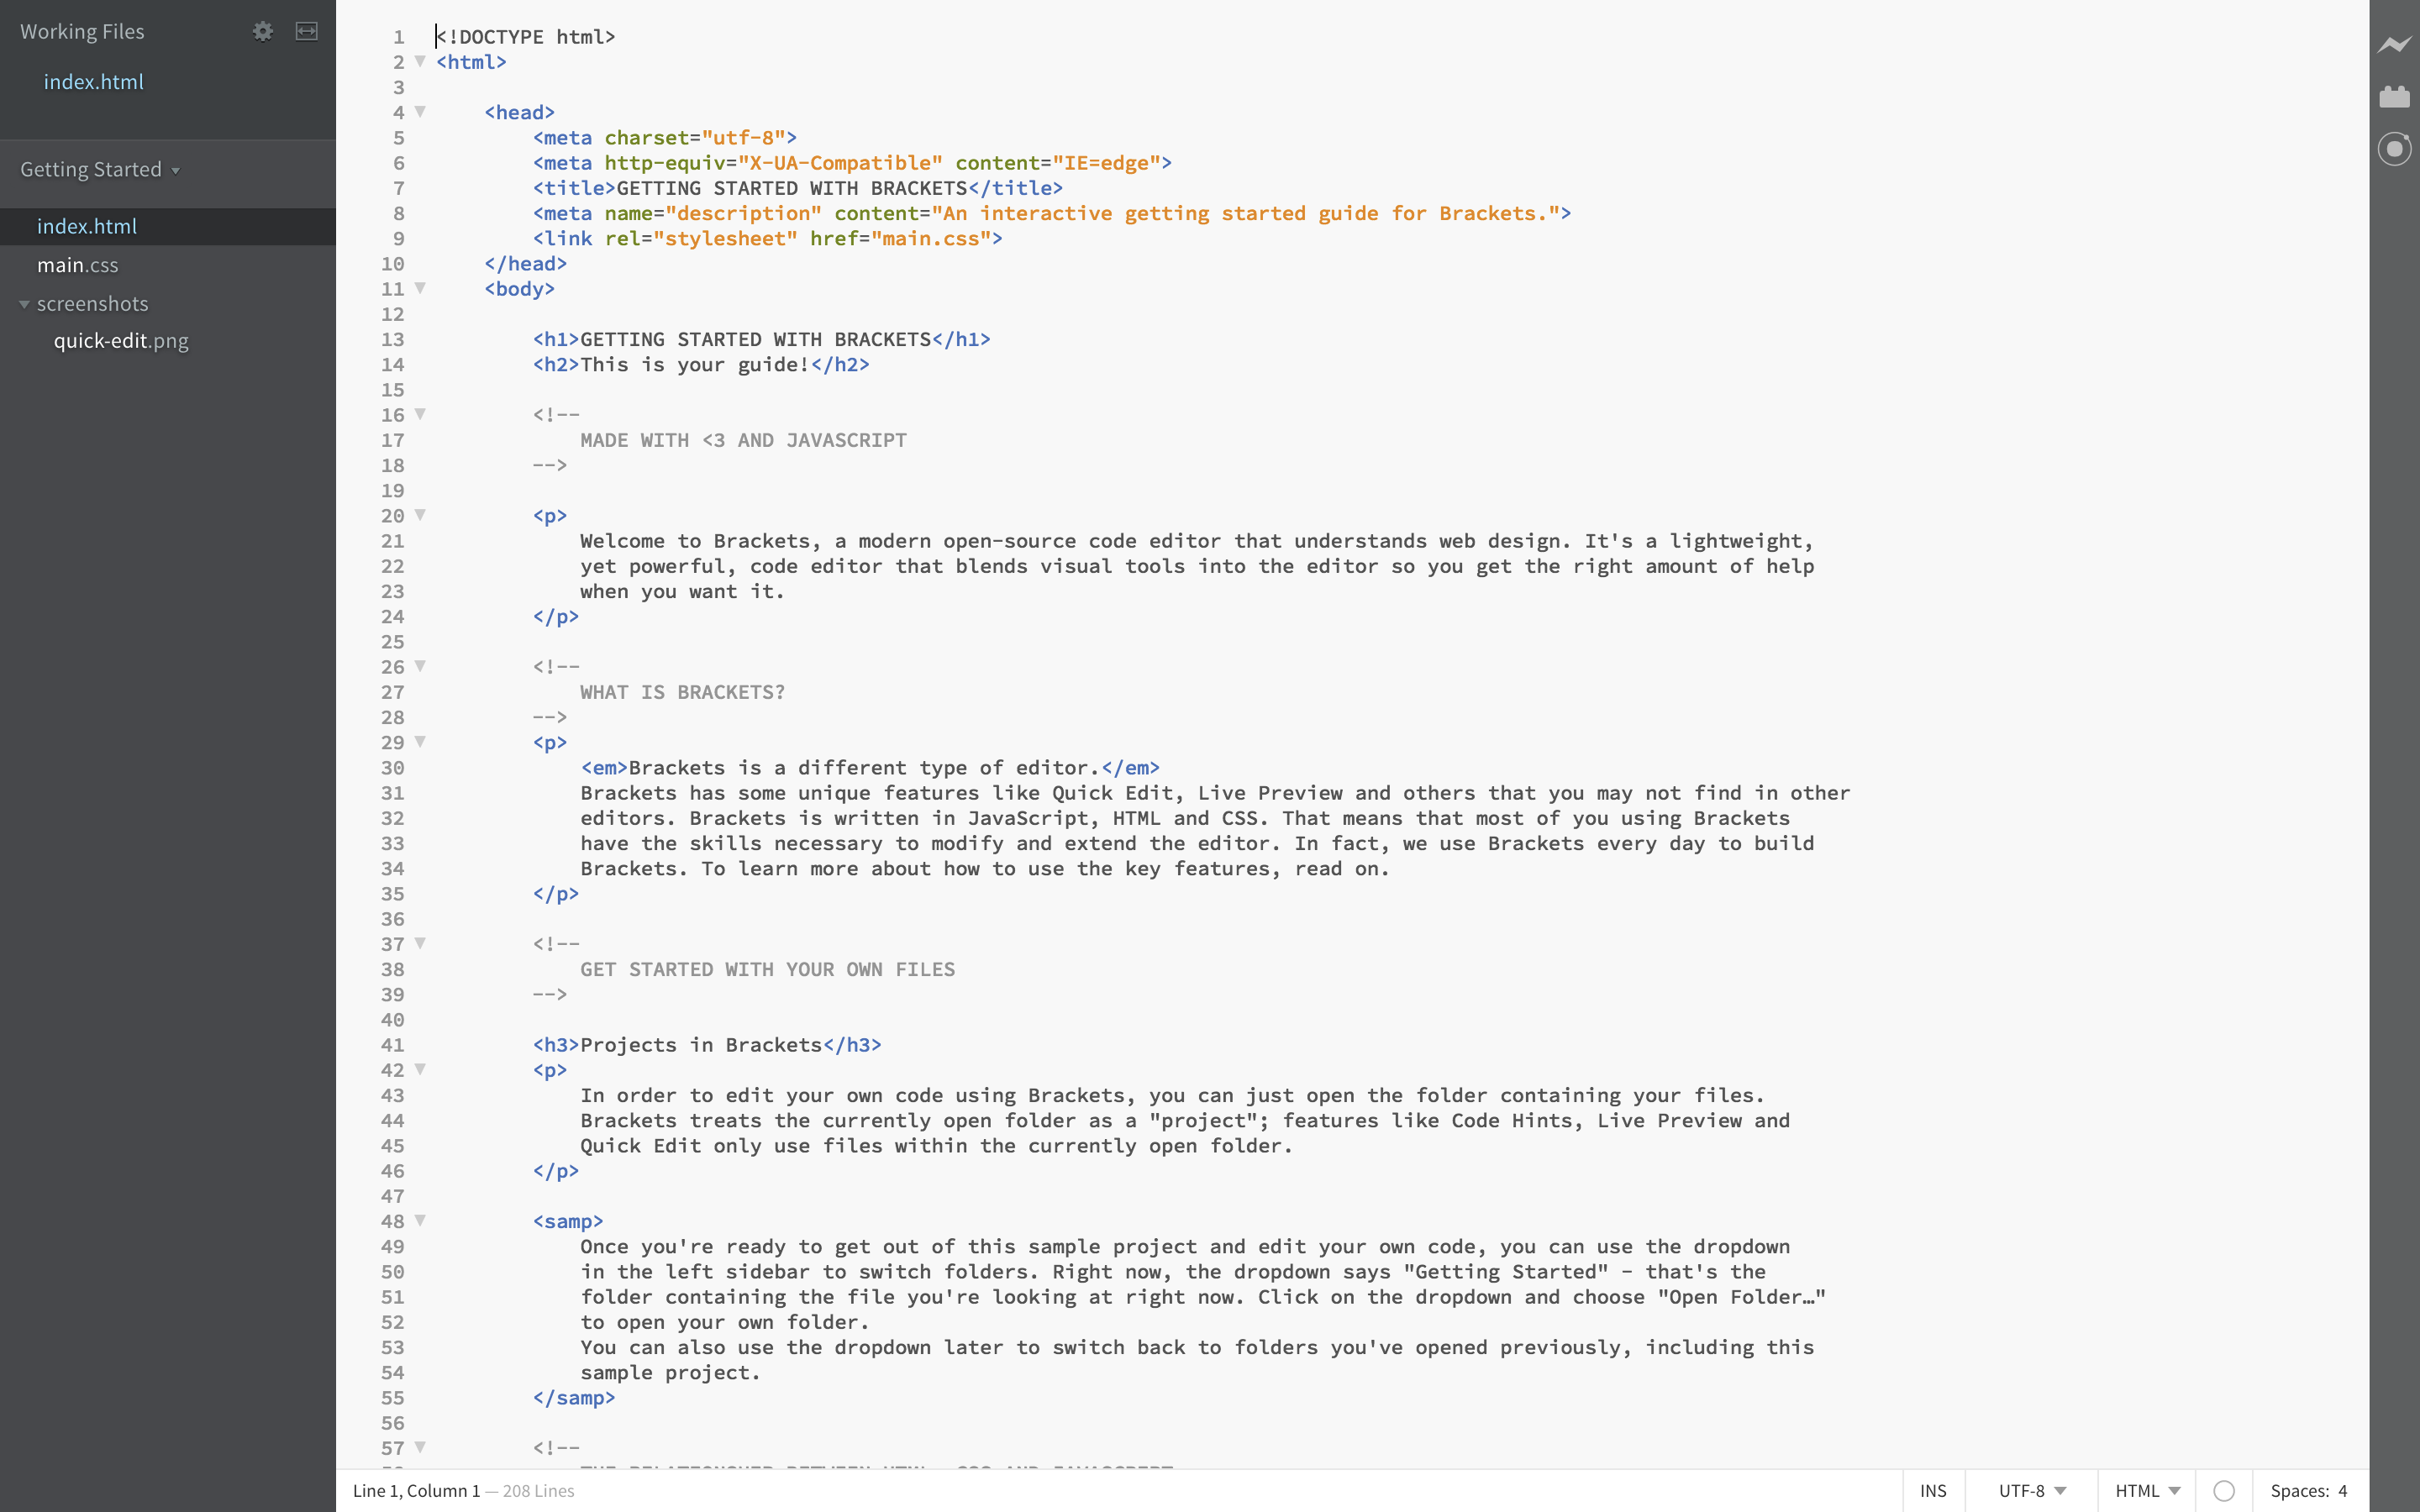 Working Files
index.html
Getting Started
index.html
main.css
screenshots
quick-edit.png
1 <!DOCTYPE html>
2 <html>
3
4 <head>
5 <meta charset="utf-8">
6 <meta http-equiv="X-UA-Compatible" content="IE=edge">
7 <title>GETTING STARTED WITH BRACKETS</title>
8 <meta name="description" content="An interactive getting started guide for Brackets.">
9 <link rel="stylesheet" href="main.css">
10 </head>
11 <body>
12
13 <h1>GETTING STARTED WITH BRACKETS</h1>
14 <h2>This is your guide!</h2>
15
16 <!--
17 MADE WITH <3 AND JAVASCRIPT
18 -->
19
20 <p>
21 Welcome to Brackets, a modern open-source code editor that understands web design. It's a lightweight,
22 yet powerful, code editor that blends visual tools into the editor so you get the right amount of help
23 when you want it.
24 </p>
25
26 <!--
27 WHAT IS BRACKETS?
28 -->
29 <p>
30 <em>Brackets is a different type of editor.</em>
31 Brackets has some unique features like Quick Edit, Live Preview and others that you may not find in other
32 editors. Brackets is written in JavaScript, HTML and CSS. That means that most of you using Brackets
33 have the skills necessary to modify and extend the editor. In fact, we use Brackets every day to build
34 Brackets. To learn more about how to use the key features, read on.
35 </p>
36
37 <!--
38 GET STARTED WITH YOUR OWN FILES
39 -->
40
41 <h3>Projects in Brackets</h3>
42 <p>
43 In order to edit your own code using Brackets, you can just open the folder containing your files.
44 Brackets treats the currently open folder as a "project"; features like Code Hints, Live Preview and
45 Quick Edit only use files within the currently open folder.
46 </p>
47
48 <samp>
49 Once you're ready to get out of this sample project and edit your own code, you can use the dropdown
50 in the left sidebar to switch folders. Right now, the dropdown says "Getting Started" - that's the
51 folder containing the file you're looking at right now. Click on the dropdown and choose "Open Folder…"
52 to open your own folder.
53 You can also use the dropdown later to switch back to folders you've opened previously, including this
54 sample project.
55 </samp>
56
57 <!--
Line 1, Column 1 — 208 Lines
INS
UTF-8
HTML
Spaces: 4